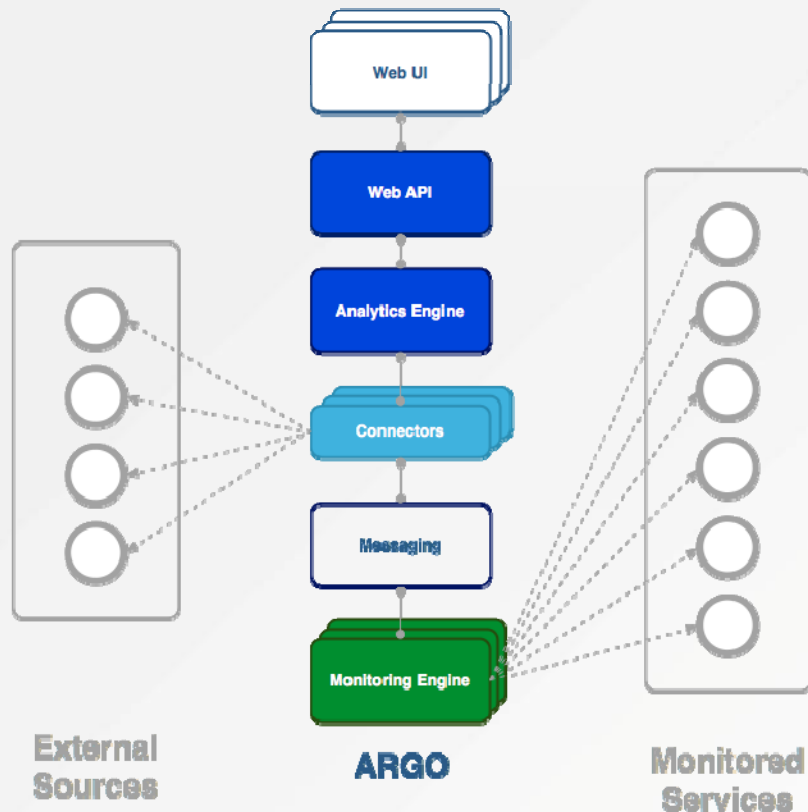 Web UI
Web API
Analytics Engine
Connectors
Messaging
Monitoring Engine
External
Sources
ARGO
Monitored
Services